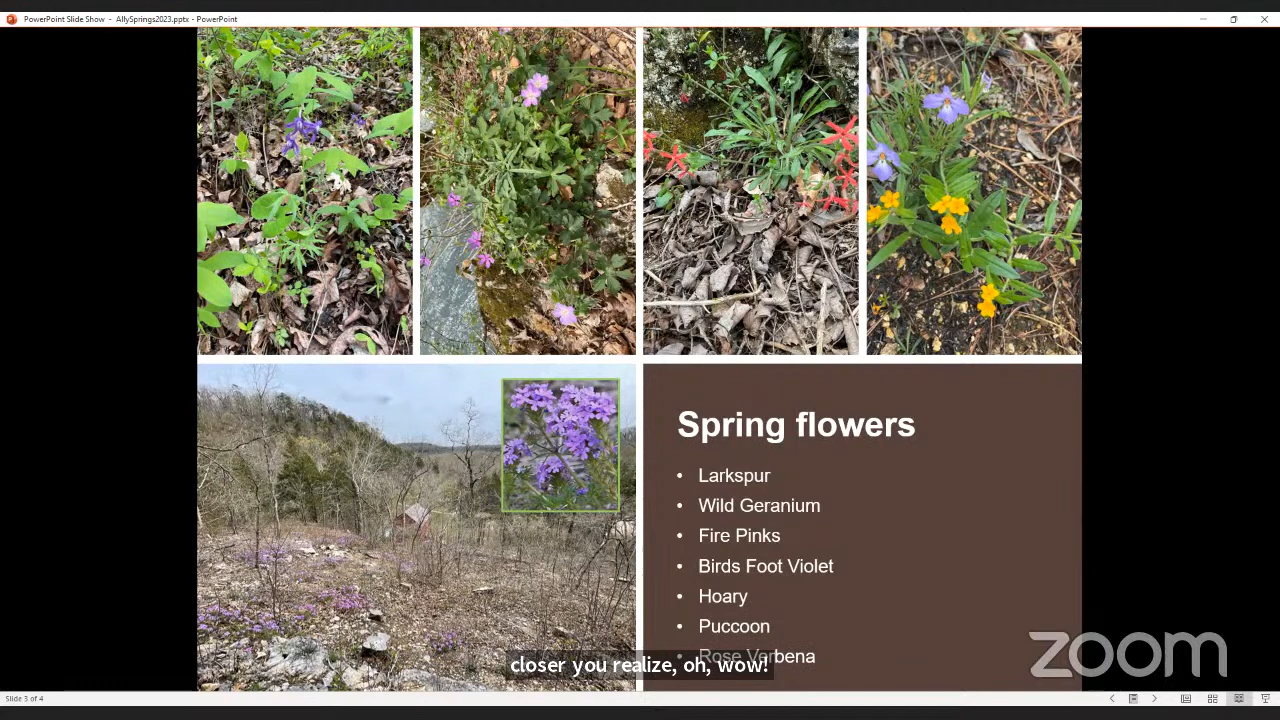 PowerPoint Slide Show - AllySprings2023.pptx - PowerPoint
Spring flowers
• Larkspur
• Wild Geranium
• Fire Pinks
• Birds Foot Violet
• Hoary
• Puccoon
• Rose Verbena
closer you realize, oh, wow!
zoom
Slide 3 of 4